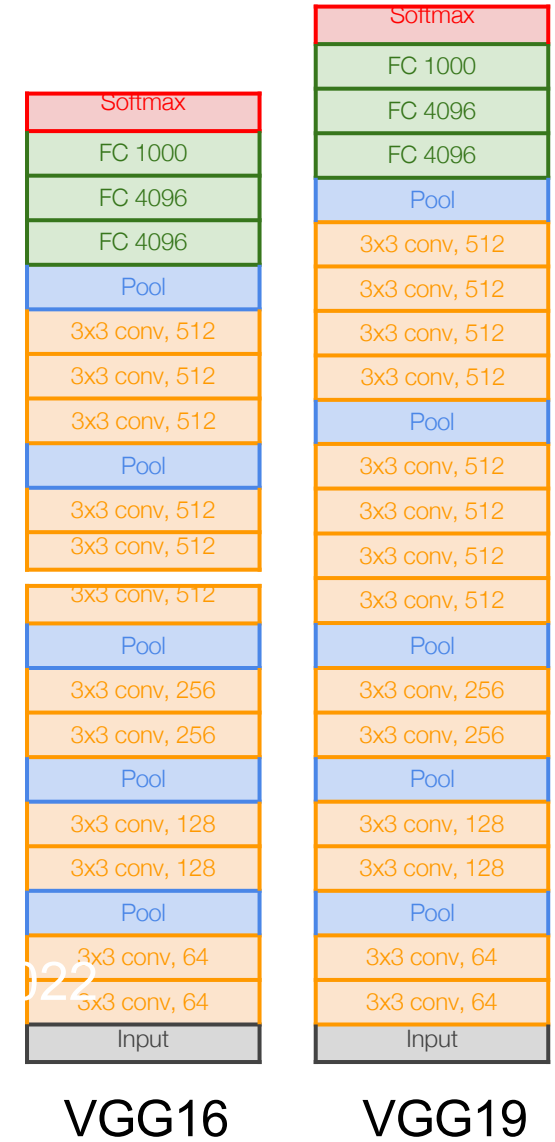 Softmax
FC 1000
FC 4096
FC 4096
Pool
3x3 conv, 512
3x3 conv, 512
3x3 conv, 512
Pool
3x3 conv, 512
3x3 conv, 512
3x3 conv, 512
Pool
3x3 conv, 256
3x3 conv, 256
Pool
3x3 conv, 128
3x3 conv, 128
Pool
3x3 conv, 64
022
3x3 conv, 64
Input
VGG16
Softmax
FC 1000
FC 4096
FC 4096
Pool
3x3 conv, 512
3x3 conv, 512
3x3 conv, 512
3x3 conv, 512
Pool
3x3 conv, 512
3x3 conv, 512
3x3 conv, 512
3x3 conv, 512
Pool
3x3 conv, 256
3x3 conv, 256
Pool
3x3 conv, 128
3x3 conv, 128
Pool
3x3 conv, 64
3x3 conv, 64
Input
VGG19